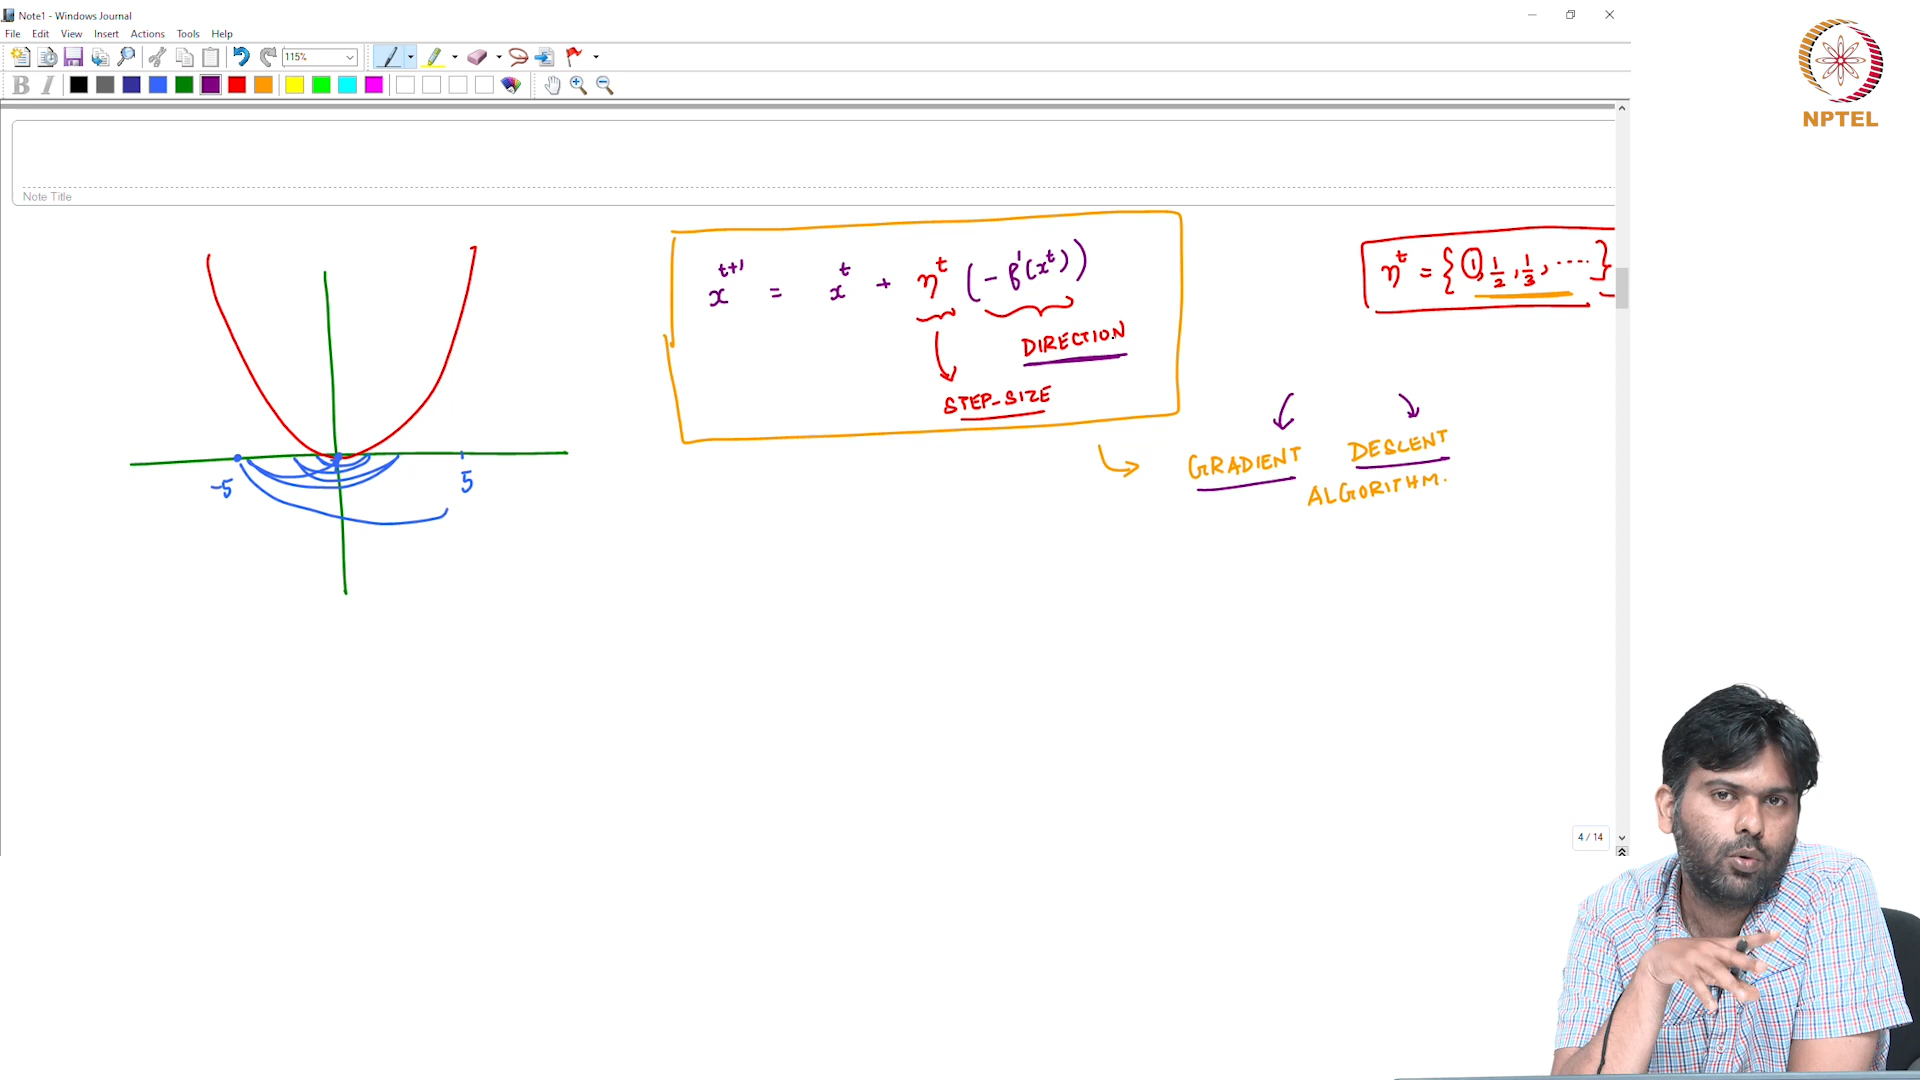 Note1 - Windows Journal
File Edit View Insert Actions Tools Help
115%
B I
NPTEL
Note Title
x^{t+1} = x^t + η^t (-f'(x^t))
DIRECTION
STEP-SIZE
η^t = {1, 1/2, 1/3, ....}
GRADIENT DESCENT
ALGORITHM.
-5
5
4 / 14